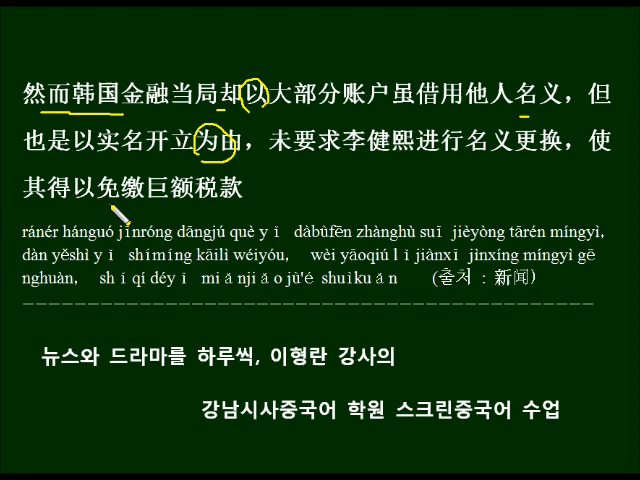 然而韩国金融当局却以大部分账户虽借用他人名义，但
也是以实名开立为由，未要求李健熙进行名义更换，使
其得以免缴巨额税款
ránér hánguó jīnróng dāngjú què yǐ dàbùfēn zhànghù suī jièyòng tārén míngyì,
dàn yěshì yǐ shímíng kāilì wéiyóu, wèi yāoqiú lǐ jiànxī jìnxíng míngyì gē
nghuàn, shǐ qí déyǐ miǎnjiǎo jù'é shuìkuǎn (출처 : 新闻)
뉴스와 드라마를 하루씩, 이형란 강사의
강남시사중국어 학원 스크린중국어 수업